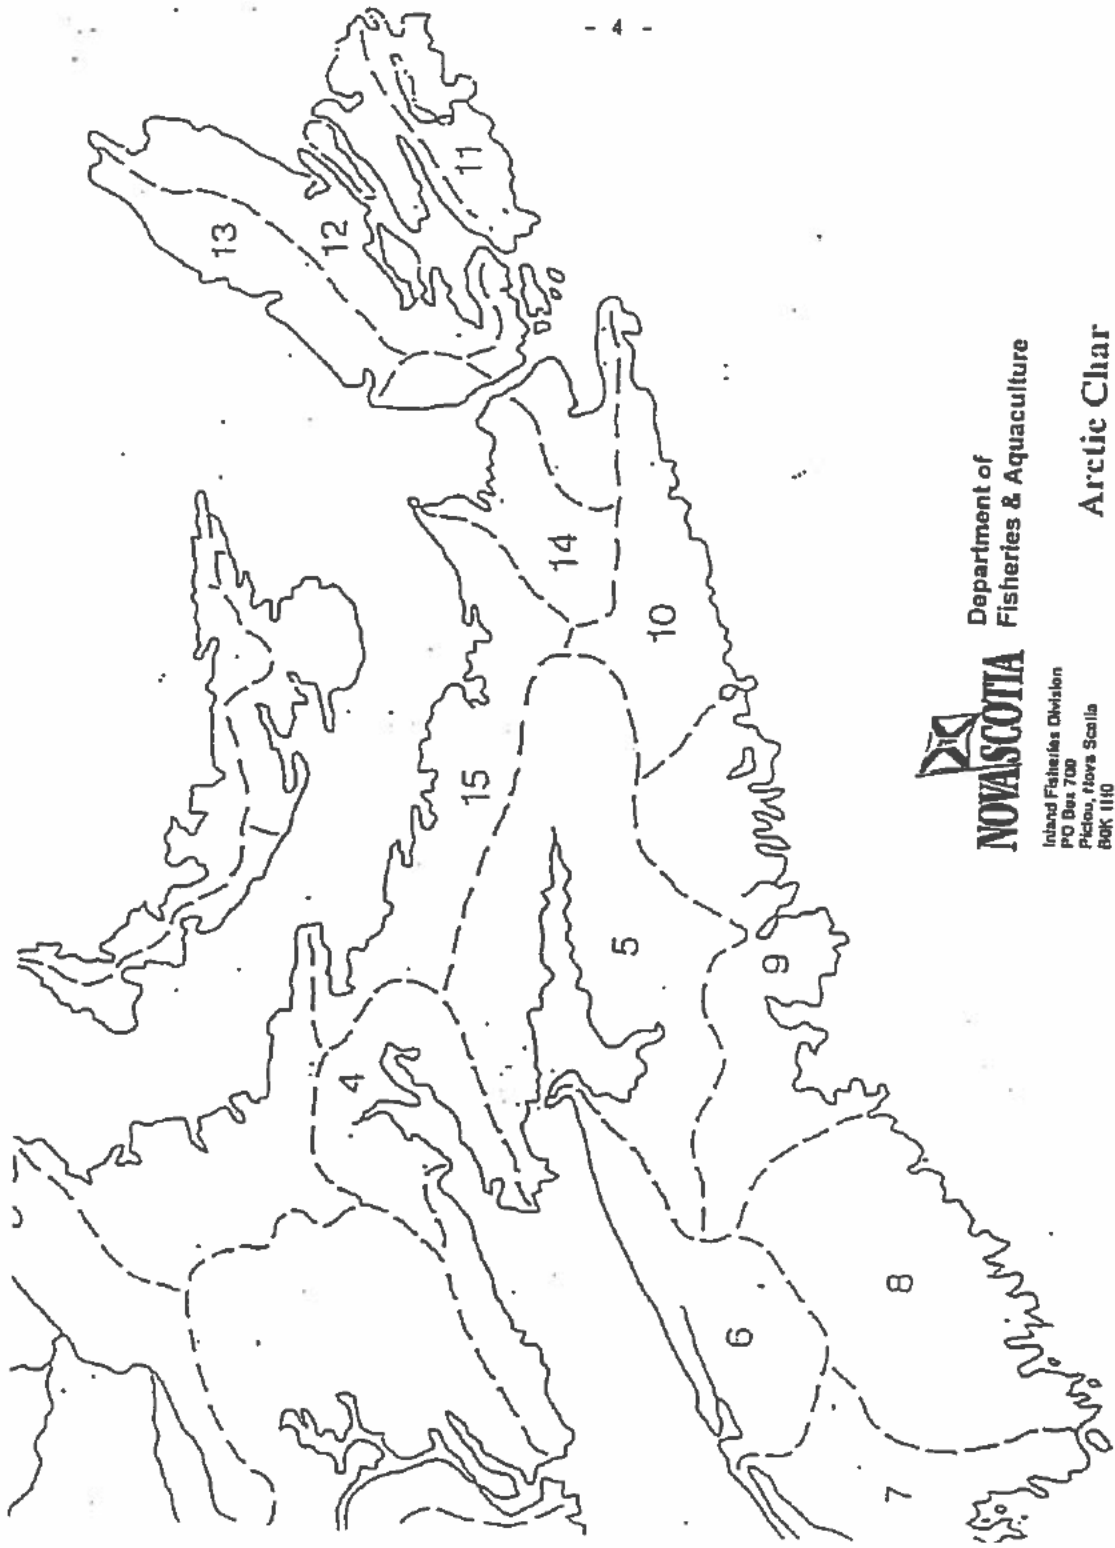 - 4 -
13
12
11
14
10
15
4
5
9
6
8
7
NOVA SCOTIA
Department of
Fisheries & Aquaculture
Inland Fisheries Division
PO Box 700
Pictou, Nova Scotia
B0K 1H0
Arctic Char